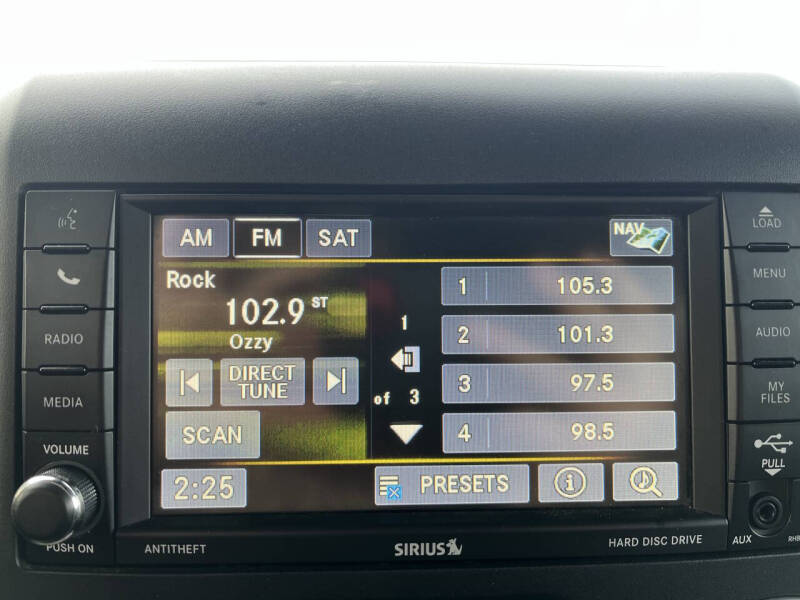 LOAD
AM FM SAT NAV
MENU
Rock
1 105.3
102.9 ST
1
2 101.3
Ozzy
RADIO
AUDIO
DIRECT TUNE
of 3
3 97.5
MEDIA
MY FILES
SCAN
4 98.5
VOLUME
PULL
2:25
PRESETS
i
PUSH ON
ANTITHEFT
SIRIUS
HARD DISC DRIVE
AUX
RHB